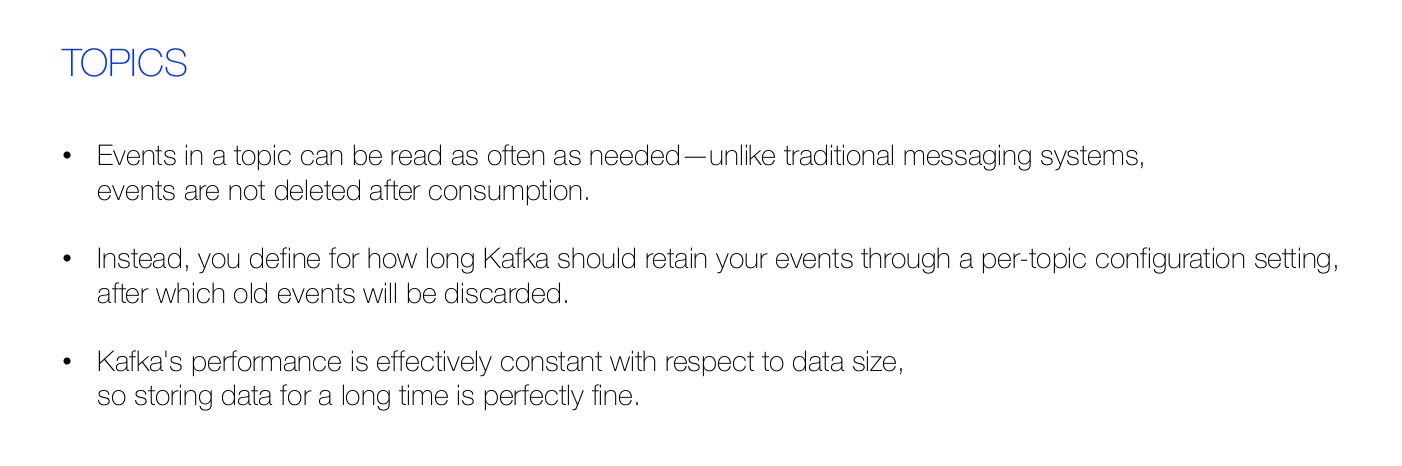 TOPICS
• Events in a topic can be read as often as needed—unlike traditional messaging systems,
events are not deleted after consumption.
• Instead, you define for how long Kafka should retain your events through a per-topic configuration setting,
after which old events will be discarded.
• Kafka's performance is effectively constant with respect to data size,
so storing data for a long time is perfectly fine.